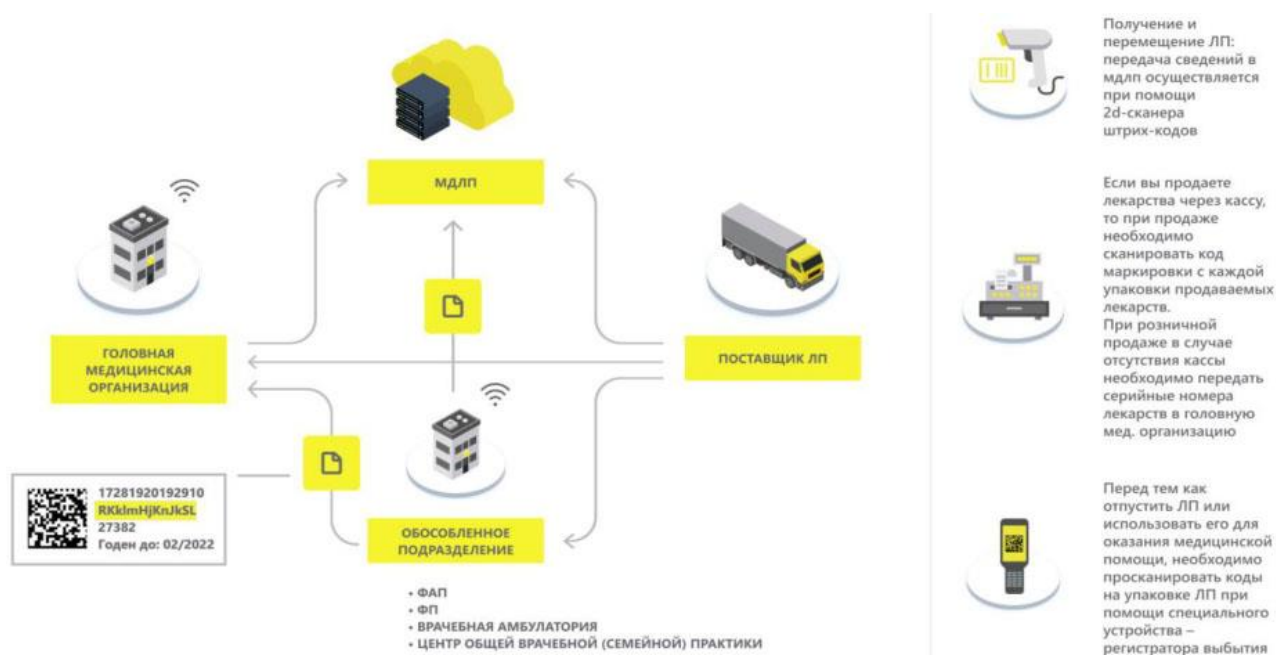 МДЛП
ГОЛОВНАЯ
МЕДИЦИНСКАЯ
ОРГАНИЗАЦИЯ
ПОСТАВЩИК ЛП
17281920192910
RKklmHjKnJkSL
27382
Годен до: 02/2022
ОБОСОБЛЕННОЕ
ПОДРАЗДЕЛЕНИЕ
• ФАП
• ФП
• ВРАЧЕБНАЯ АМБУЛАТОРИЯ
• ЦЕНТР ОБЩЕЙ ВРАЧЕБНОЙ (СЕМЕЙНОЙ) ПРАКТИКИ
Получение и
перемещение ЛП:
передача сведений в
мдлп осуществляется
при помощи
2d-сканера
штрих-кодов
Если вы продаете
лекарства через кассу,
то при продаже
необходимо
сканировать код
маркировки с каждой
упаковки продаваемых
лекарств.
При розничной
продаже в случае
отсутствия кассы
необходимо передать
серийные номера
лекарств в головную
мед. организацию
Перед тем как
отпустить ЛП или
использовать его для
оказания медицинской
помощи, необходимо
просканировать коды
на упаковке ЛП при
помощи специального
устройства –
регистратора выбытия